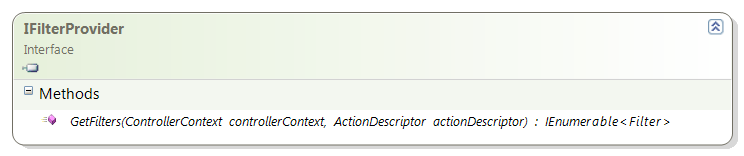 IFilterProvider
Interface
Methods
GetFilters(ControllerContext controllerContext, ActionDescriptor actionDescriptor) : IEnumerable<Filter>